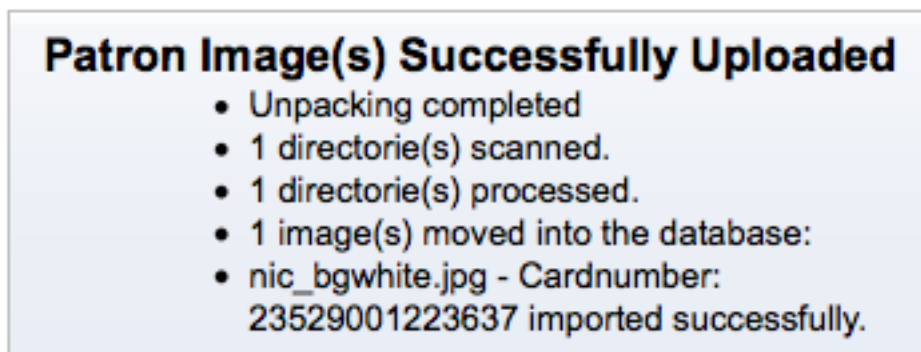 Patron Image(s) Successfully Uploaded
• Unpacking completed
• 1 directorie(s) scanned.
• 1 directorie(s) processed.
• 1 image(s) moved into the database:
• nic_bgwhite.jpg - Cardnumber:
23529001223637 imported successfully.